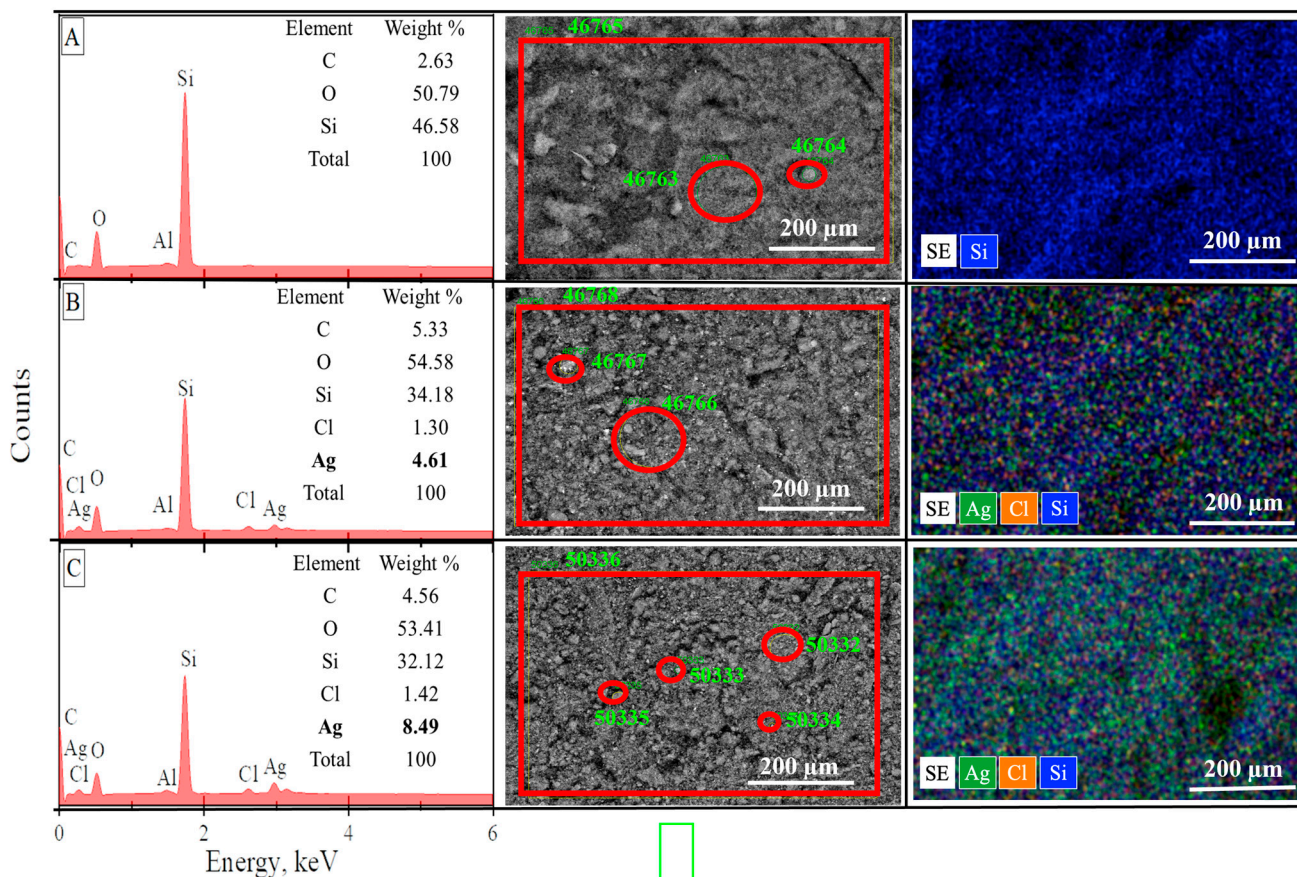 A
Element Weight %
C 2.63
O 50.79
Si 46.58
Total 100
Si
O
C
Al
46765
46764
46763
200 µm
SE Si
200 µm
B
Element Weight %
C 5.33
O 54.58
Si 34.18
Cl 1.30
Ag 4.61
Total 100
Si
C
Cl O
Ag
Al
Cl Ag
46768
46767
46766
200 µm
SE Ag Cl Si
200 µm
C
Element Weight %
C 4.56
O 53.41
Si 32.12
Cl 1.42
Ag 8.49
Total 100
Si
C
Ag O
Cl
Al
Cl Ag
50336
50332
50333
50335
50334
200 µm
SE Ag Cl Si
200 µm
Counts
0 2 4 6
Energy, keV